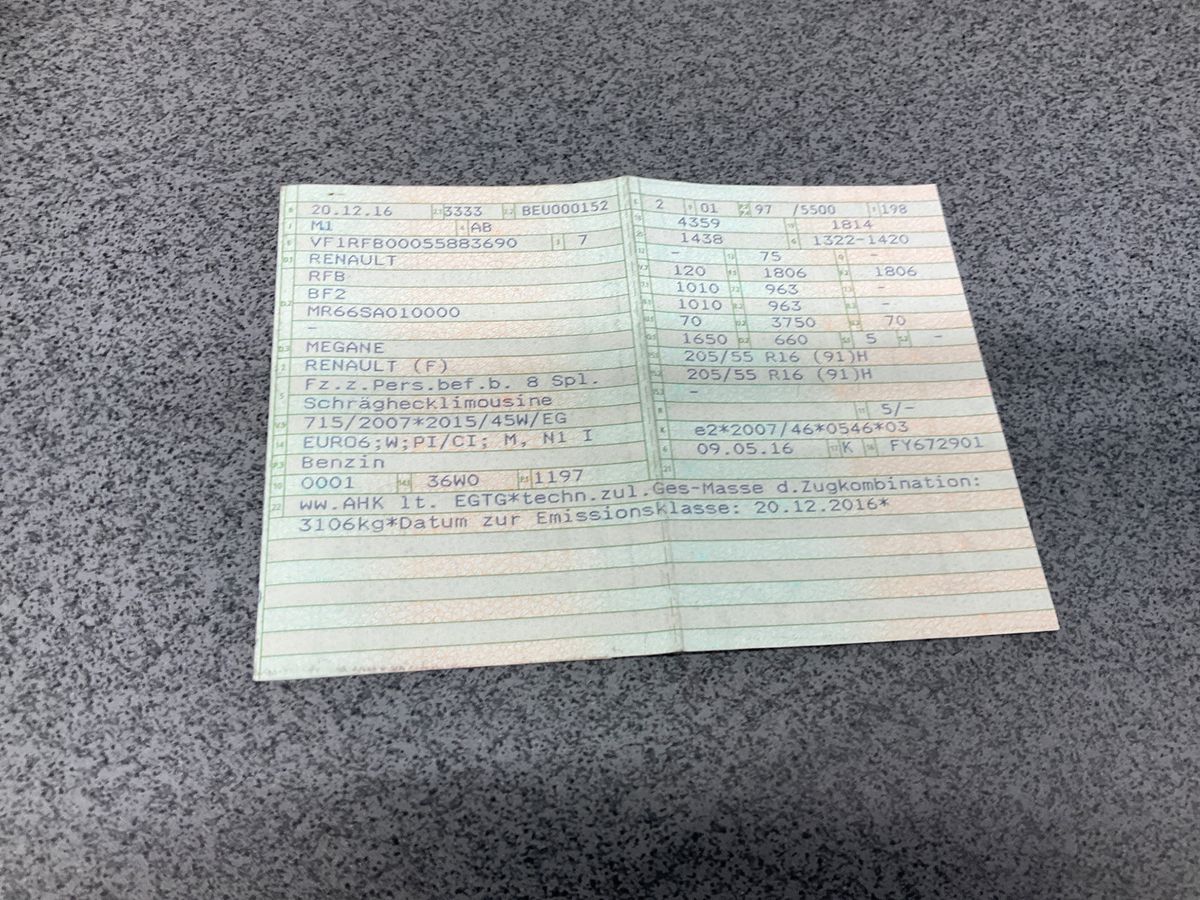 20.12.16 3333 BEU000152
M1 AB
VF1RFB00055883690 7
RENAULT
RFB
BF2
MR66SA010000
-
MEGANE
RENAULT (F)
Fz.z.Pers.bef.b. 8 Spl.
Schräghecklimousine
715/2007*2015/45W/EG
EURO6;W;PI/CI; M, N1 I
Benzin
0001 36W0 1197
2 01 97 /5500 198
4359 1814
1438 1322-1420
- 75 -
120 1806 1806
1010 963 -
1010 963 -
70 3750 70
1650 660 5 -
205/55 R16 (91)H
205/55 R16 (91)H
-
5/-
e2*2007/46*0546*03
09.05.16 K FY672901
ww.AHK lt. EGTG*techn.zul.Ges-Masse d.Zugkombination:
3106kg*Datum zur Emissionsklasse: 20.12.2016*